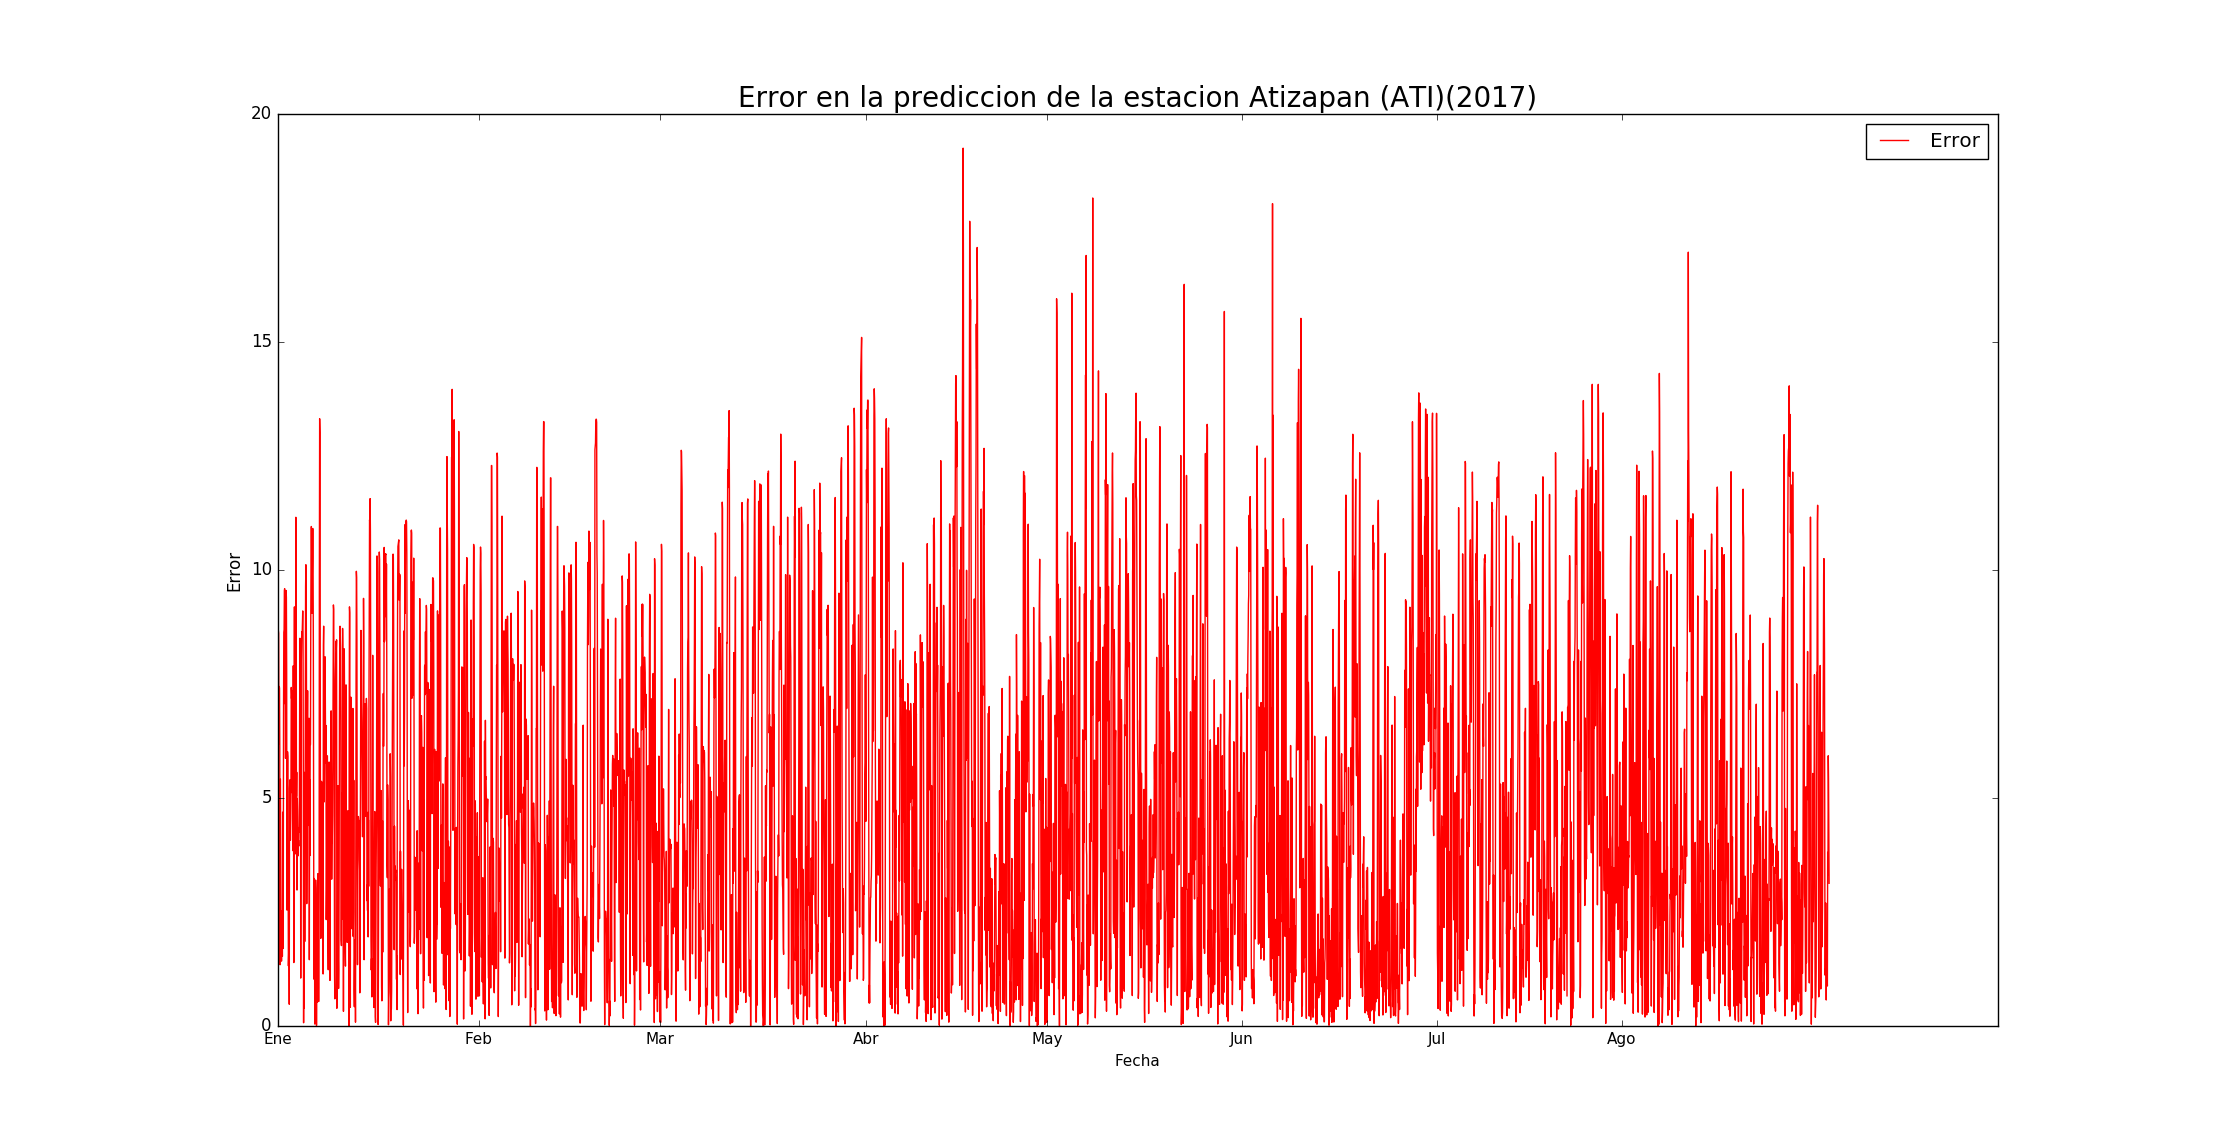 Error en la prediccion de la estacion Atizapan (ATI)(2017)
20
Error
15
10
Error
5
0
Ene Feb Mar Abr May Jun Jul Ago
Fecha